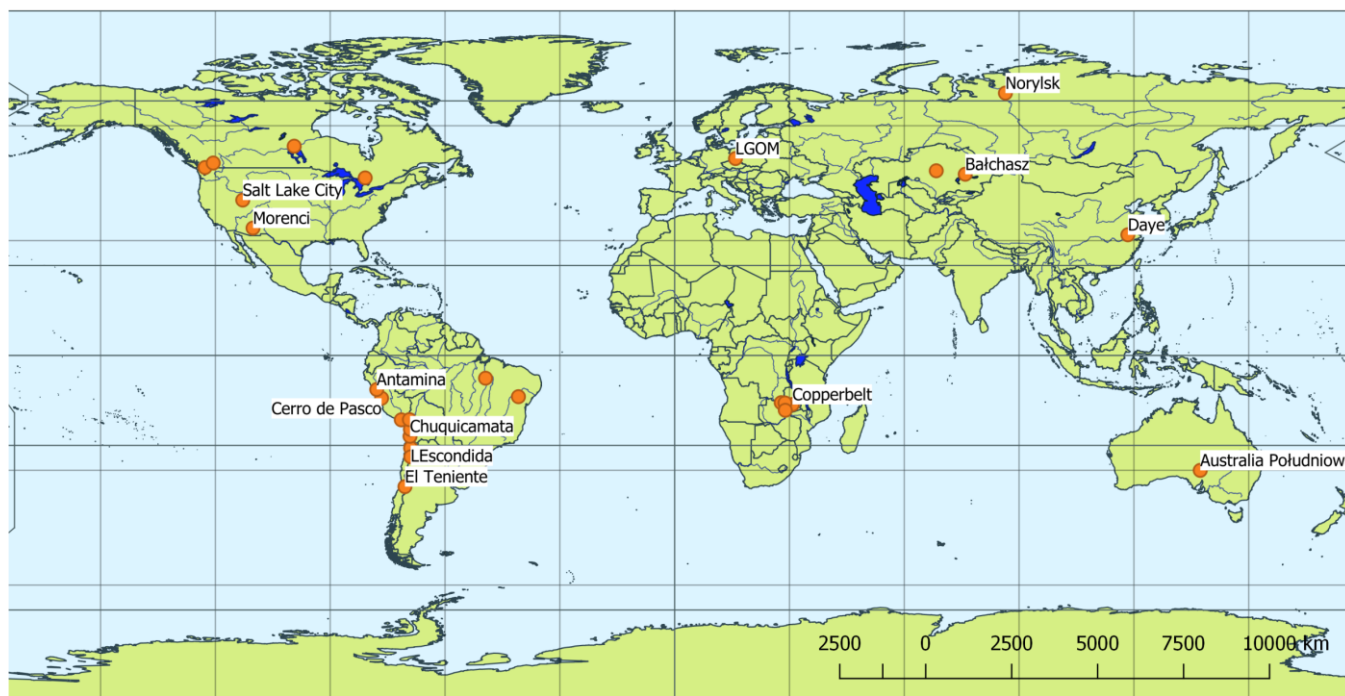 Norylsk
LGOM
Bałchasz
Salt Lake City
Morenci
Daye
Antamina
Cerro de Pasco
Copperbelt
Chuquicamata
LEscondida
Australia Południow
El Teniente
2500 0 2500 5000 7500 10000 km